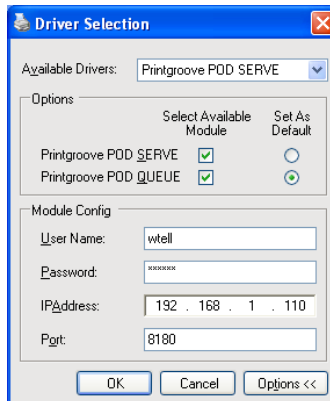 Driver Selection
Available Drivers: Printgroove POD SERVE
Options
Select Available Module Set As Default
Printgroove POD SERVE
Printgroove POD QUEUE
Module Config
User Name: wtell
Password: ******
IPAddress: 192 . 168 . 1 . 110
Port: 8180
OK Cancel Options <<